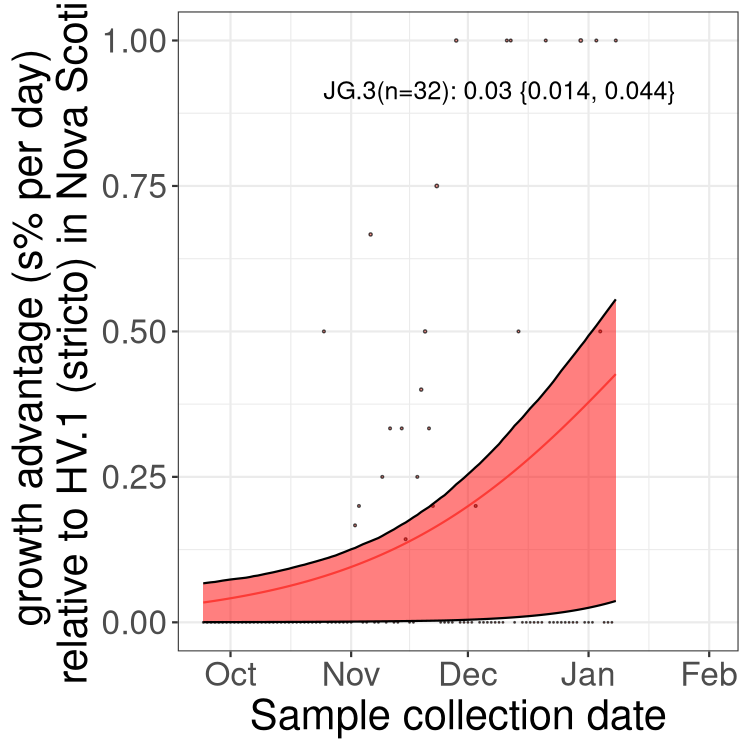 growth advantage (s% per day)
relative to HV.1 (stricto) in Nova Scoti
1.00
0.75
0.50
0.25
0.00
JG.3(n=32): 0.03 {0.014, 0.044}
Oct Nov Dec Jan Feb
Sample collection date